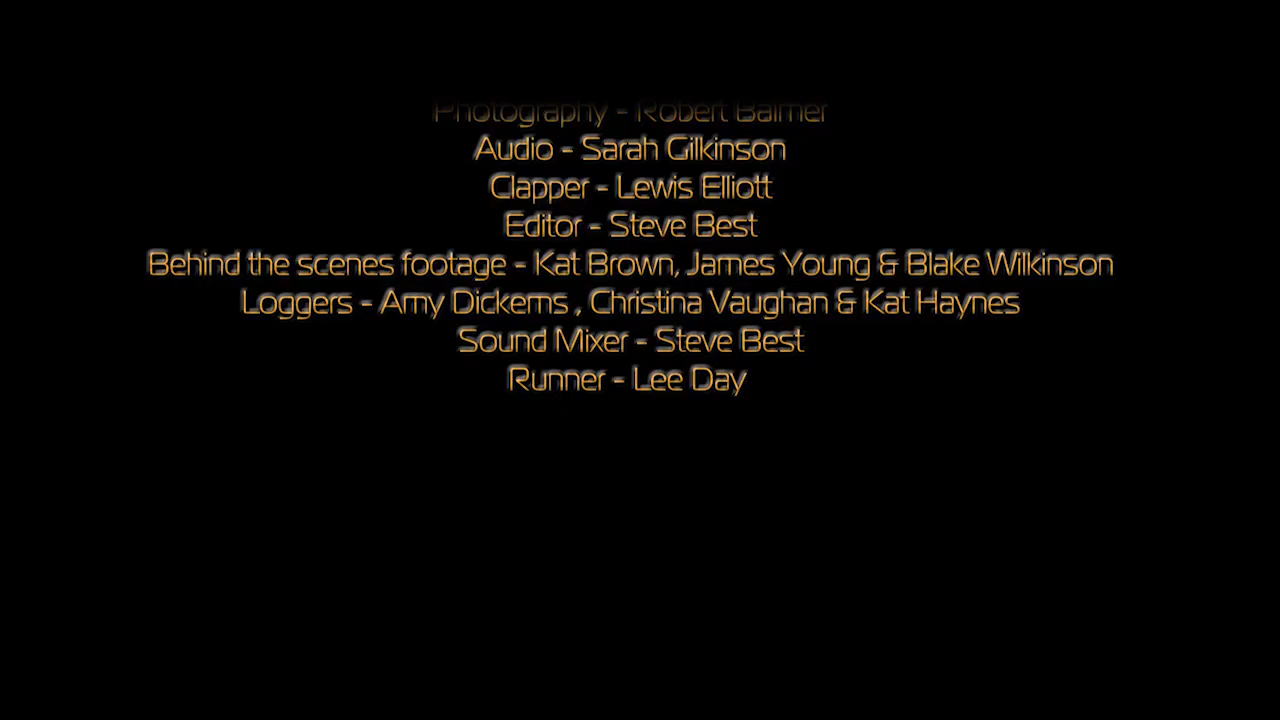 Photography - Robert Balmer
Audio - Sarah Gilkinson
Clapper - Lewis Elliott
Editor - Steve Best
Behind the scenes footage - Kat Brown, James Young & Blake Wilkinson
Loggers - Amy Dickems , Christina Vaughan & Kat Haynes
Sound Mixer - Steve Best
Runner - Lee Day